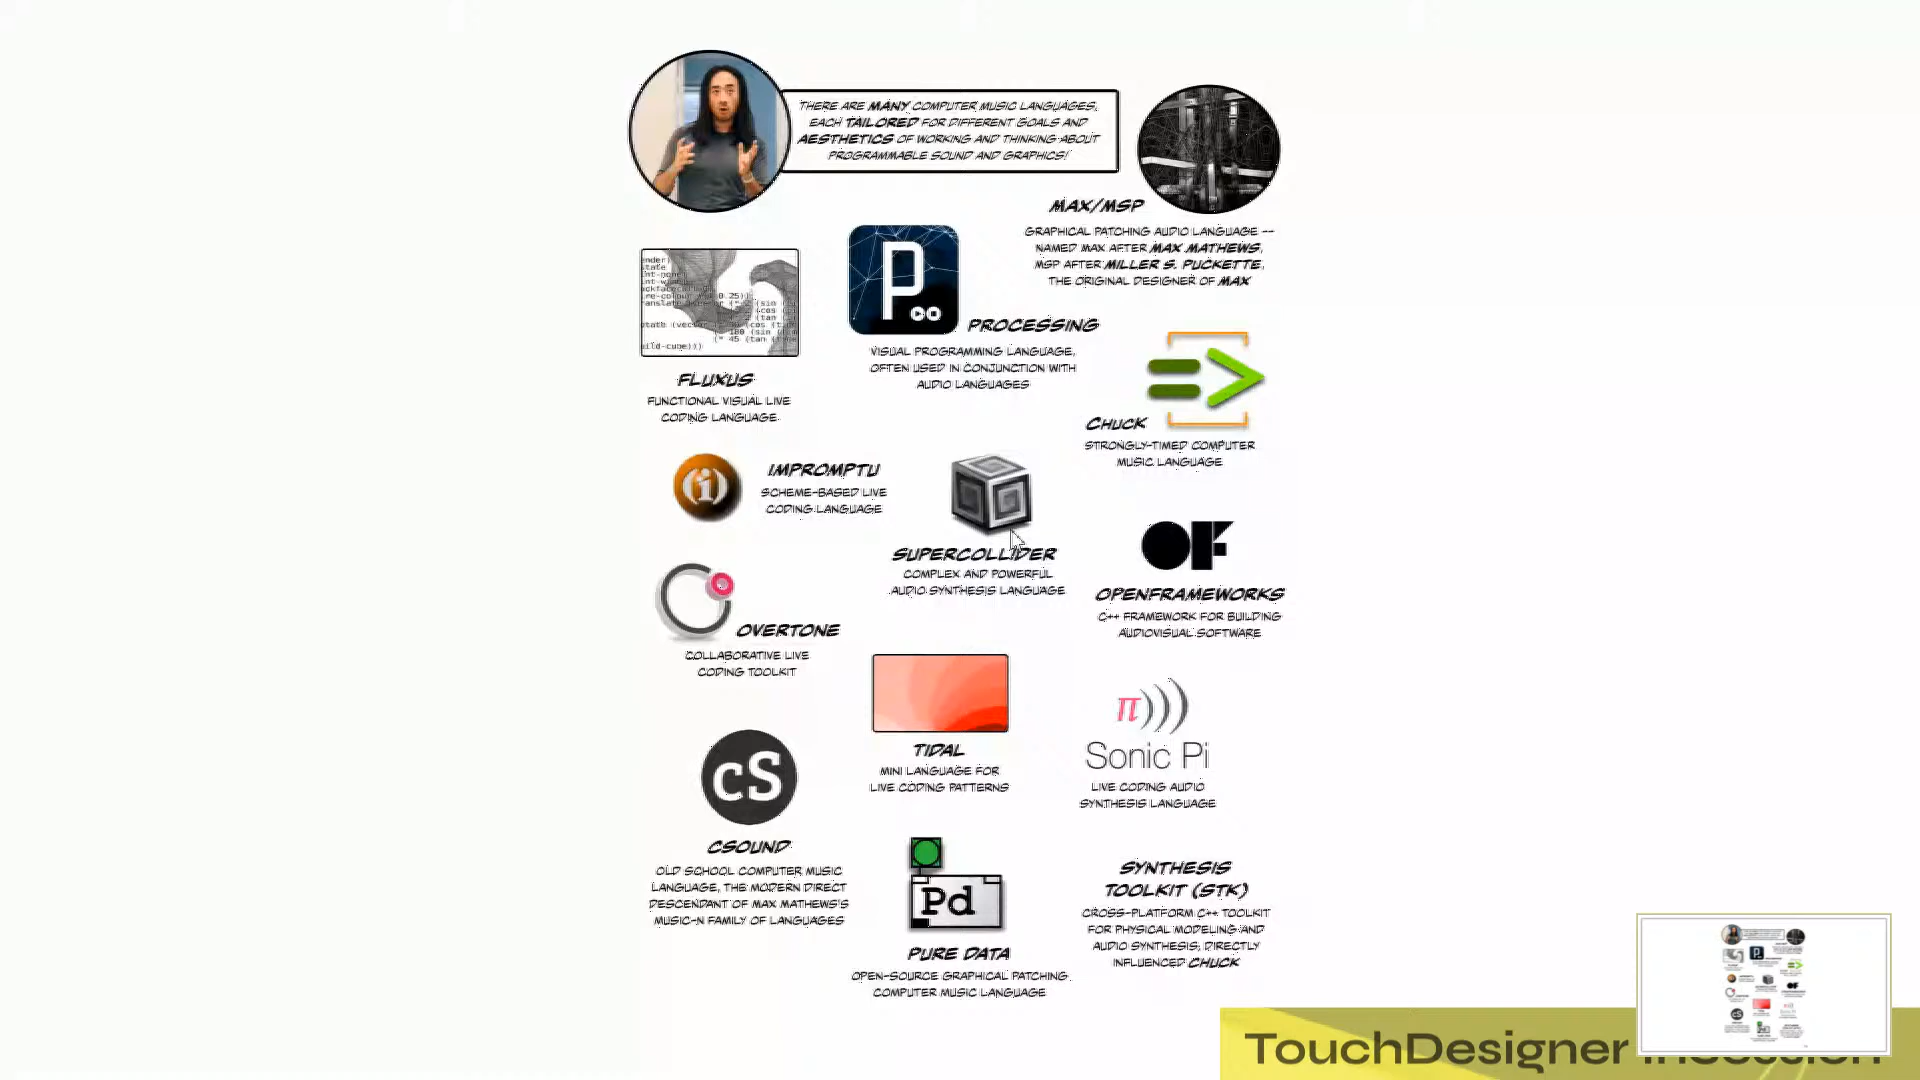 THERE ARE MANY COMPUTER MUSIC LANGUAGES,
EACH TAILORED FOR DIFFERENT GOALS AND
AESTHETICS OF WORKING AND THINKING ABOUT
PROGRAMMABLE SOUND AND GRAPHICS!
MAX/MSP
GRAPHICAL PATCHING AUDIO LANGUAGE --
NAMED MAX AFTER MAX MATHEWS,
MSP AFTER MILLER S. PUCKETTE,
THE ORIGINAL DESIGNER OF MAX
P
PROCESSING
VISUAL PROGRAMMING LANGUAGE,
OFTEN USED IN CONJUNCTION WITH
AUDIO LANGUAGES
FLUXUS
FUNCTIONAL VISUAL LIVE
CODING LANGUAGE
=>
CHUCK
STRONGLY-TIMED COMPUTER
MUSIC LANGUAGE
(i)
IMPROMPTU
SCHEME-BASED LIVE
CODING LANGUAGE
SUPERCOLLIDER
COMPLEX AND POWERFUL
AUDIO SYNTHESIS LANGUAGE
OF
OPENFRAMEWORKS
C++ FRAMEWORK FOR BUILDING
AUDIOVISUAL SOFTWARE
OVERTONE
COLLABORATIVE LIVE
CODING TOOLKIT
TIDAL
MINI LANGUAGE FOR
LIVE CODING PATTERNS
π)))
Sonic Pi
LIVE CODING AUDIO
SYNTHESIS LANGUAGE
cS
CSOUND
OLD SCHOOL COMPUTER MUSIC
LANGUAGE, THE MODERN DIRECT
DESCENDANT OF MAX MATHEWS'S
MUSIC-N FAMILY OF LANGUAGES
Pd
PURE DATA
OPEN-SOURCE GRAPHICAL PATCHING
COMPUTER MUSIC LANGUAGE
SYNTHESIS
TOOLKIT (STK)
CROSS-PLATFORM C++ TOOLKIT
FOR PHYSICAL MODELING AND
AUDIO SYNTHESIS; DIRECTLY
INFLUENCED CHUCK
TouchDesigner